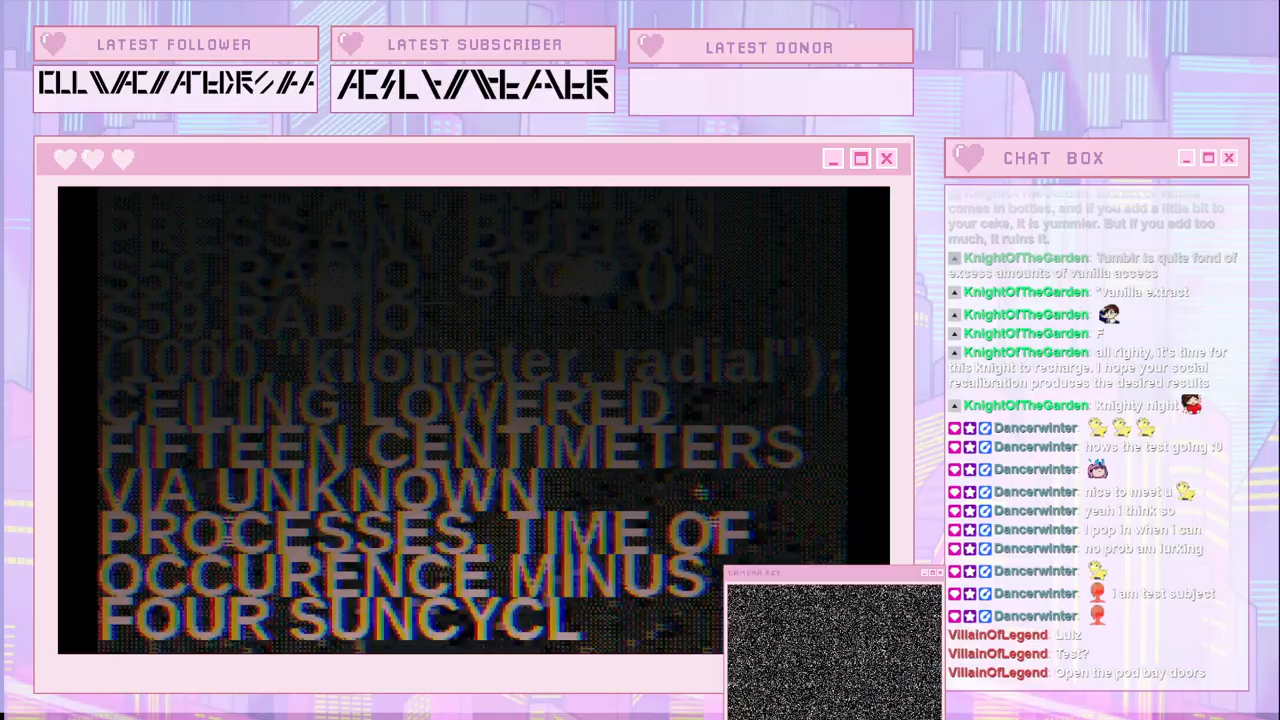 LATEST FOLLOWER
LATEST SUBSCRIBER
LATEST DONOR
CHAT BOX
comes in bottles, and if you add a little bit to
your cake, it is yummier. But if you add too
much, it ruins it.
KnightOfTheGarden: Tumblr is quite fond of
excess amounts of vanilla access
KnightOfTheGarden: *vanilla extract
KnightOfTheGarden:
KnightOfTheGarden: F
KnightOfTheGarden: all righty, it's time for
this knight to recharge. I hope your social
recalibration produces the desired results
KnightOfTheGarden: knighty night
Dancerwinter:
Dancerwinter: hows the test going :0
Dancerwinter:
Dancerwinter: nice to meet u
Dancerwinter: yeah i think so
Dancerwinter: I pop in when i can
Dancerwinter: no prob am lurking
Dancerwinter:
Dancerwinter: i am test subject
Dancerwinter:
VillainOfLegend: Lulz
VillainOfLegend: Test?
VillainOfLegend: Open the pod bay doors
PRESS ANY BUTTON
S59.RADIO. STOP ();
S59.RADIO.
("1000, kilometer, radial");
CEILING LOWERED
FIFTEEN CENTIMETERS
VIA UNKNOWN
PROCESSES. TIME OF
OCCURENCE MINUS
FOUR SUNCYCL